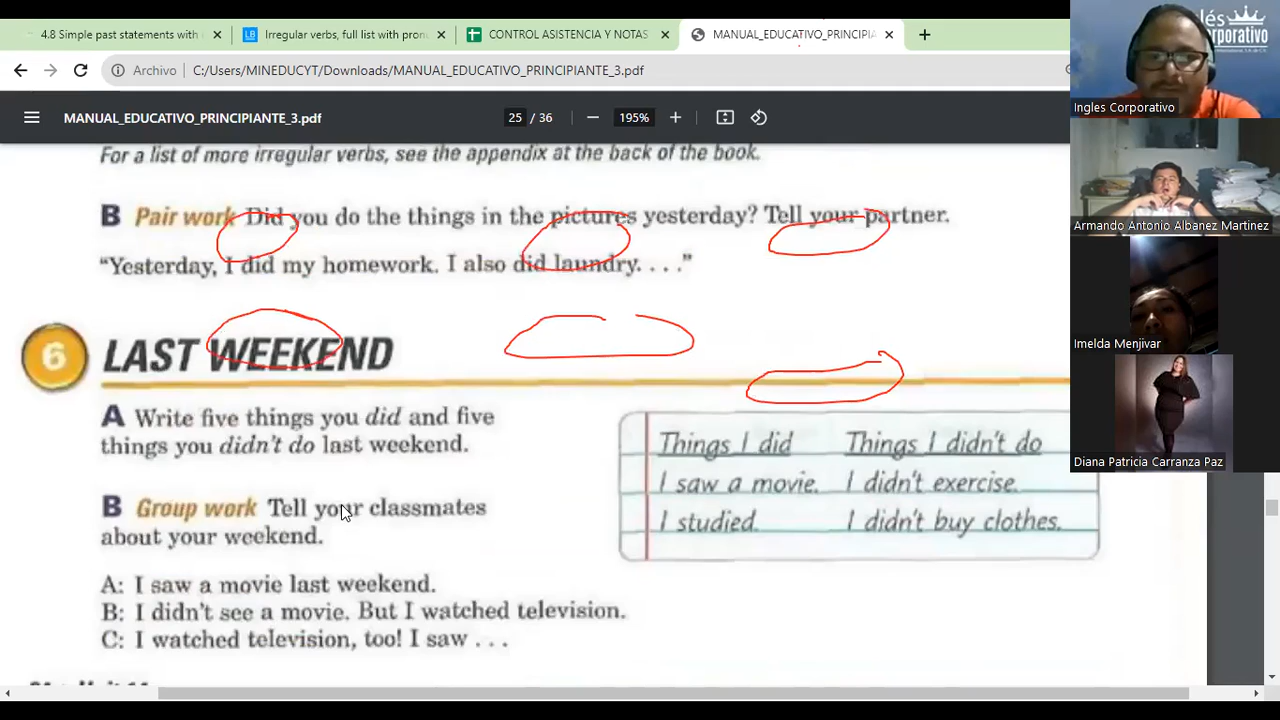 4.8 Simple past statements with
Irregular verbs, full list with pron
CONTROL ASISTENCIA Y NOTAS
MANUAL_EDUCATIVO_PRINCIPIA
Archivo
C:/Users/MINEDUCYT/Downloads/MANUAL_EDUCATIVO_PRINCIPIANTE_3.pdf
MANUAL_EDUCATIVO_PRINCIPIANTE_3.pdf
25 / 36
195%
For a list of more irregular verbs, see the appendix at the back of the book.
B Pair work Did you do the things in the pictures yesterday? Tell your partner.
"Yesterday, I did my homework. I also did laundry. . . ."
6 LAST WEEKEND
A Write five things you did and five
things you didn't do last weekend.
B Group work Tell your classmates
about your weekend.
A: I saw a movie last weekend.
B: I didn't see a movie. But I watched television.
C: I watched television, too! I saw . . .
Things I did Things I didn't do
I saw a movie. I didn't exercise.
I studied. I didn't buy clothes.
Ingles Corporativo
Armando Antonio Albanez Martinez
Imelda Menjivar
Diana Patricia Carranza Paz